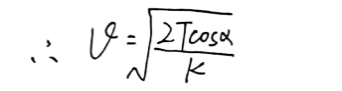 ∴ v = √(2Tcosα / K)